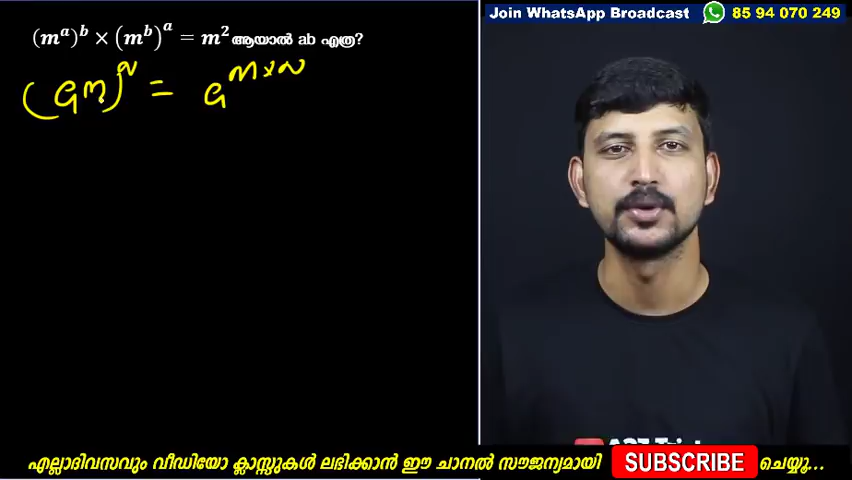 Join WhatsApp Broadcast 85 94 070 249
(mᵃ)ᵇ × (mᵇ)ᵃ = m² ആയാൽ ab എത്ര?
(aᵐ)ⁿ = aᵐˣⁿ
എല്ലാദിവസവും വീഡിയോ ക്ലാസ്സുകൾ ലഭിക്കാൻ ഈ ചാനൽ സൗജന്യമായി SUBSCRIBE ചെയ്യൂ...